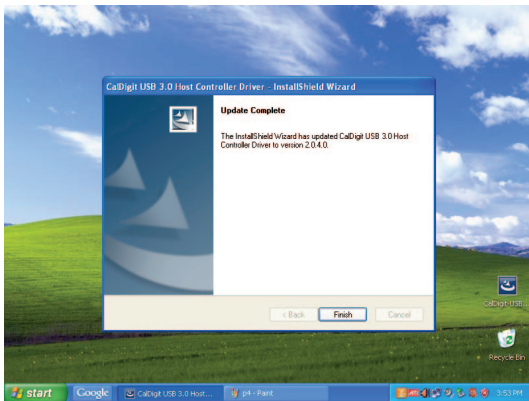 CalDigit USB 3.0 Host Controller Driver - InstallShield Wizard
Update Complete
The InstallShield Wizard has updated CalDigit USB 3.0 Host
Controller Driver to version 2.0.4.0.
< Back
Finish
Cancel
CalDigit-USB...
Recycle Bin
start
Google
CalDigit USB 3.0 Host...
p4 - Paint
3:53 PM